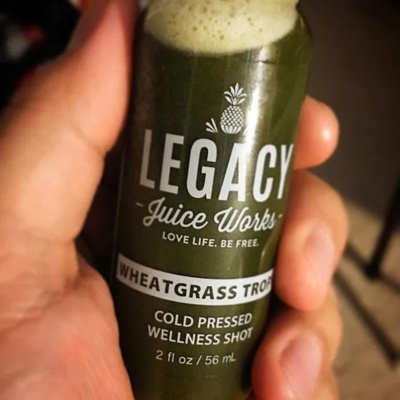 LEGACY
-Juice Works-
LOVE LIFE. BE FREE.
WHEATGRASS TROP
COLD PRESSED
WELLNESS SHOT
2 fl oz / 56 mL